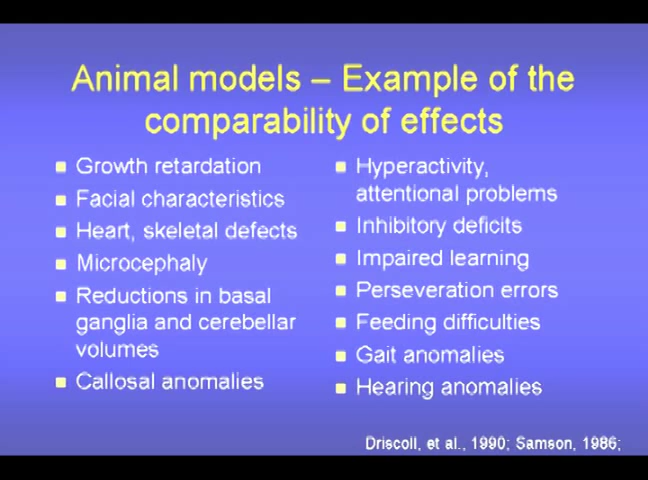 Animal models – Example of the
comparability of effects
Growth retardation
Facial characteristics
Heart, skeletal defects
Microcephaly
Reductions in basal
ganglia and cerebellar
volumes
Callosal anomalies
Hyperactivity,
attentional problems
Inhibitory deficits
Impaired learning
Perseveration errors
Feeding difficulties
Gait anomalies
Hearing anomalies
Driscoll, et al., 1990; Samson, 1986;